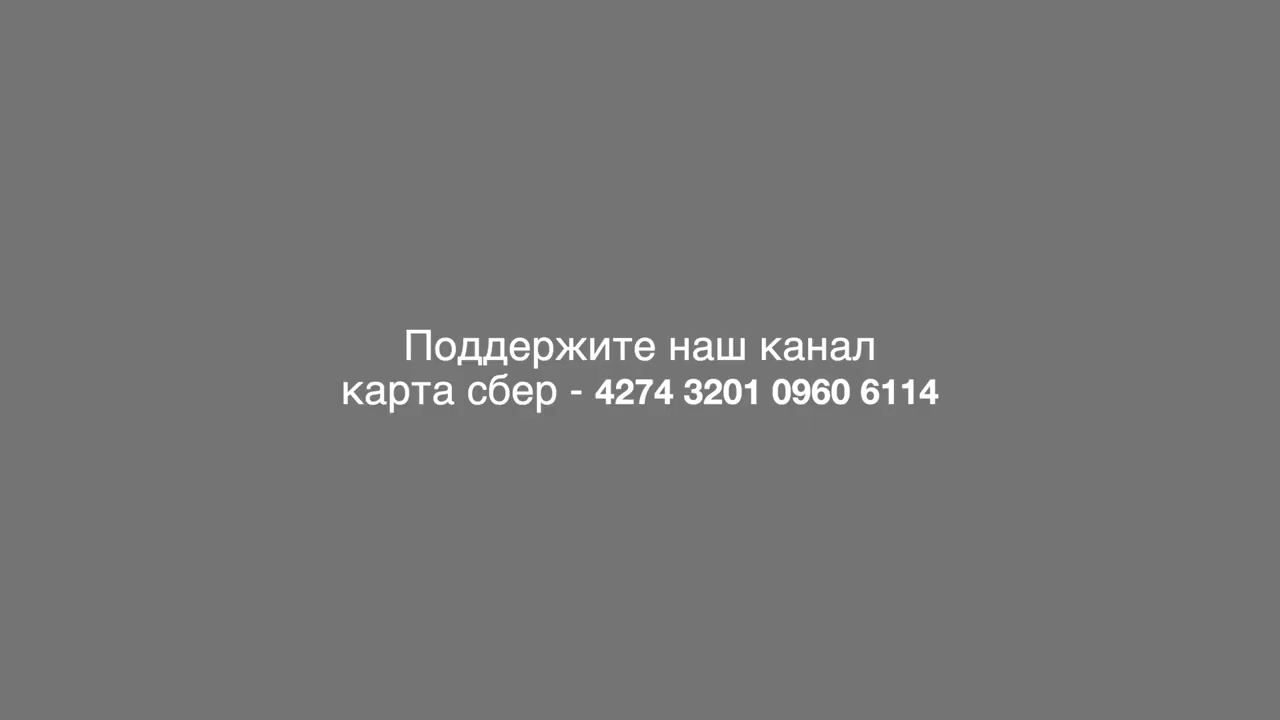 Поддержите наш канал
карта сбер - 4274 3201 0960 6114